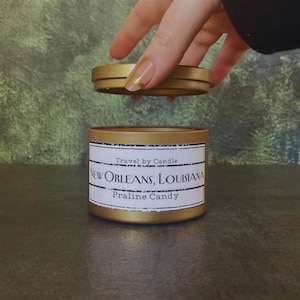 Travel by Candle
New Orleans, Louisiana
Praline Candy